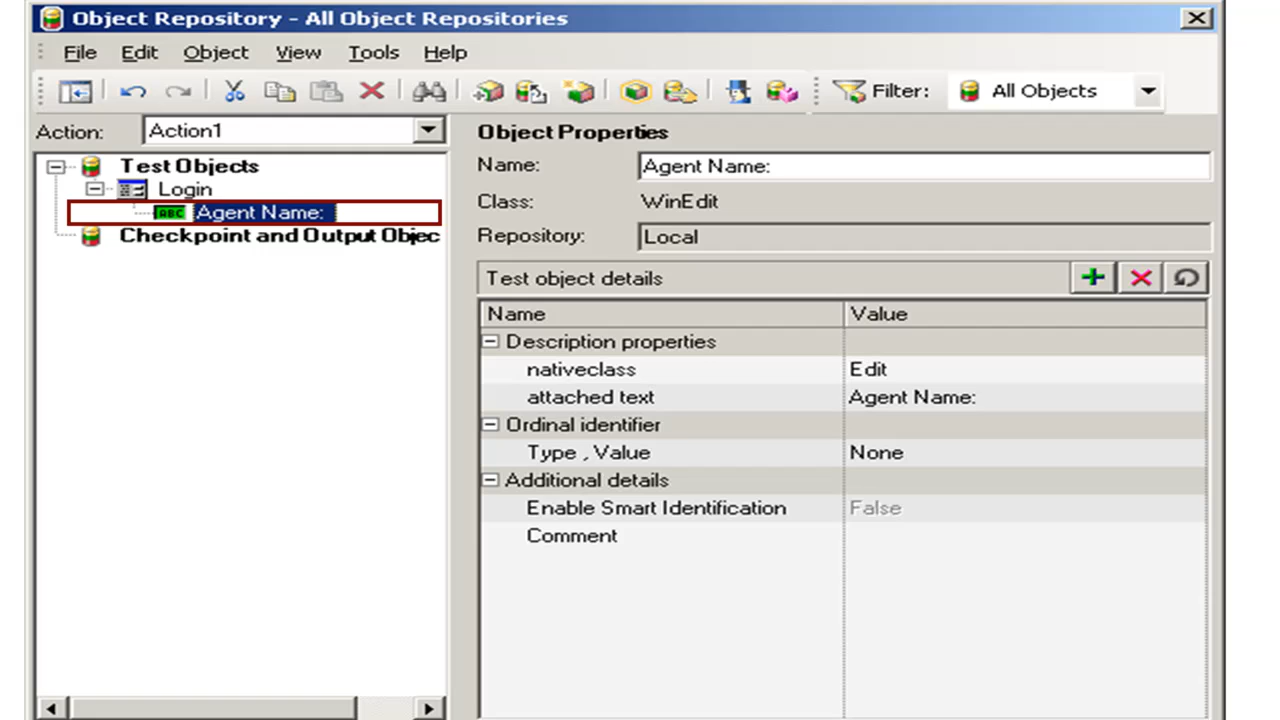 Object Repository - All Object Repositories
File Edit Object View Tools Help
Filter: All Objects
Action: Action1
Test Objects
Login
ABC Agent Name:
Checkpoint and Output Objec
Object Properties
Name: Agent Name:
Class: WinEdit
Repository: Local
Test object details
Name Value
Description properties
nativeclass Edit
attached text Agent Name:
Ordinal identifier
Type , Value None
Additional details
Enable Smart Identification False
Comment